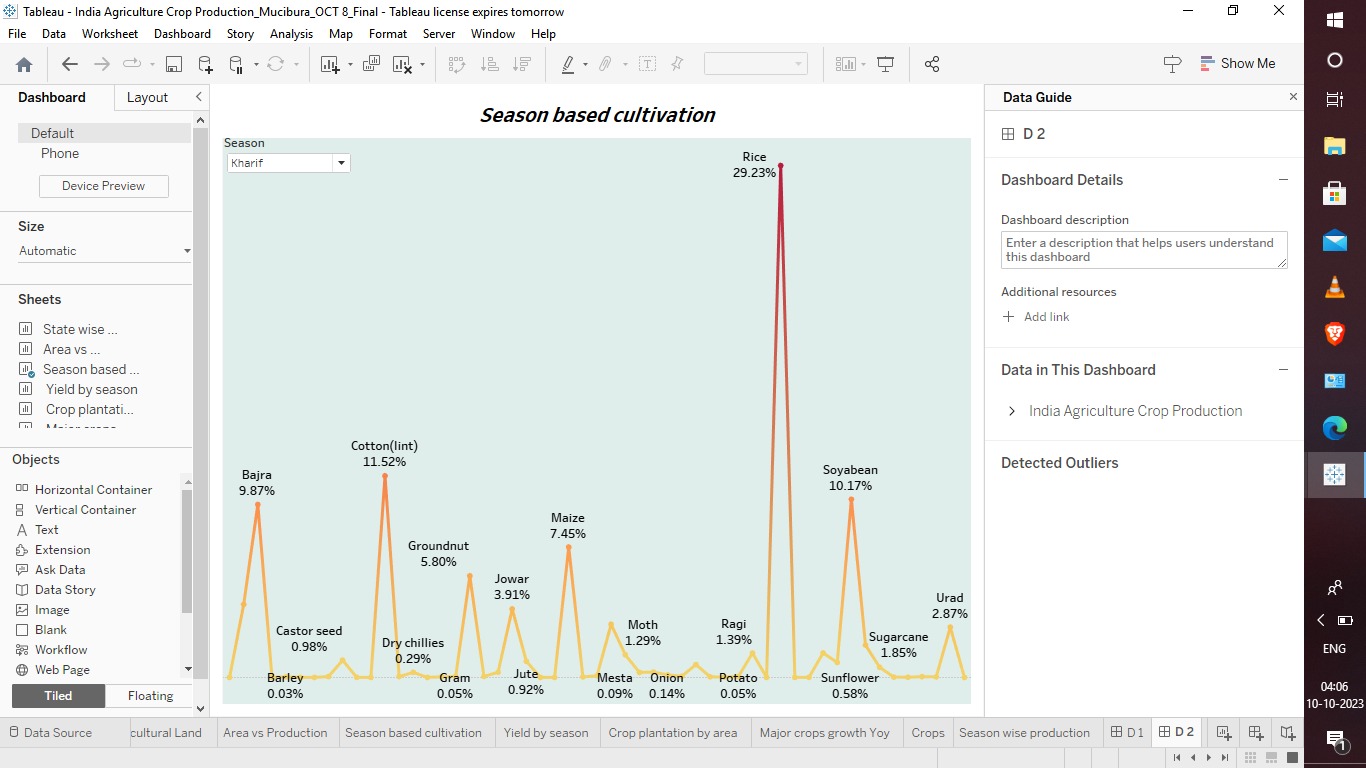 Tableau - India Agriculture Crop Production_Mucibura_OCT 8_Final - Tableau license expires tomorrow
File Data Worksheet Dashboard Story Analysis Map Format Server Window Help
Show Me
Dashboard Layout
Default
Phone
Device Preview
Size
Automatic
Sheets
State wise ...
Area vs ...
Season based ...
Yield by season
Crop plantati...
Objects
Horizontal Container
Vertical Container
Text
Extension
Ask Data
Data Story
Image
Blank
Workflow
Web Page
Tiled Floating
Season based cultivation
Season
Kharif
Rice
29.23%
Cotton(lint)
11.52%
Bajra
9.87%
Soyabean
10.17%
Maize
7.45%
Groundnut
5.80%
Jowar
3.91%
Urad
2.87%
Castor seed
0.98%
Dry chillies
0.29%
Moth
1.29%
Ragi
1.39%
Sugarcane
1.85%
Barley
0.03%
Gram
0.05%
Jute
0.92%
Mesta
0.09%
Onion
0.14%
Potato
0.05%
Sunflower
0.58%
Data Guide
D 2
Dashboard Details
Dashboard description
Enter a description that helps users understand
this dashboard
Additional resources
Add link
Data in This Dashboard
India Agriculture Crop Production
Detected Outliers
Data Source cultural Land Area vs Production Season based cultivation Yield by season Crop plantation by area Major crops growth Yoy Crops Season wise production D 1 D 2
ENG
04:06
10-10-2023
1